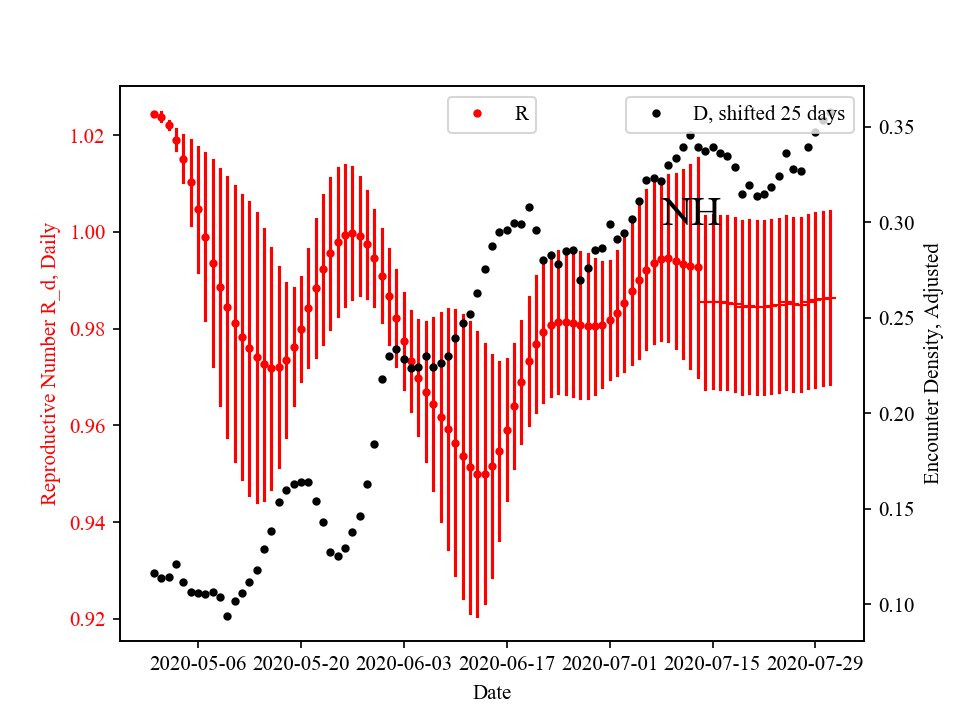 R
D, shifted 25 days
NH
Reproductive Number R_d, Daily
1.02
1.00
0.98
0.96
0.94
0.92
0.35
0.30
0.25
0.20
0.15
0.10
Encounter Density, Adjusted
2020-05-06 2020-05-20 2020-06-03 2020-06-17 2020-07-01 2020-07-15 2020-07-29
Date